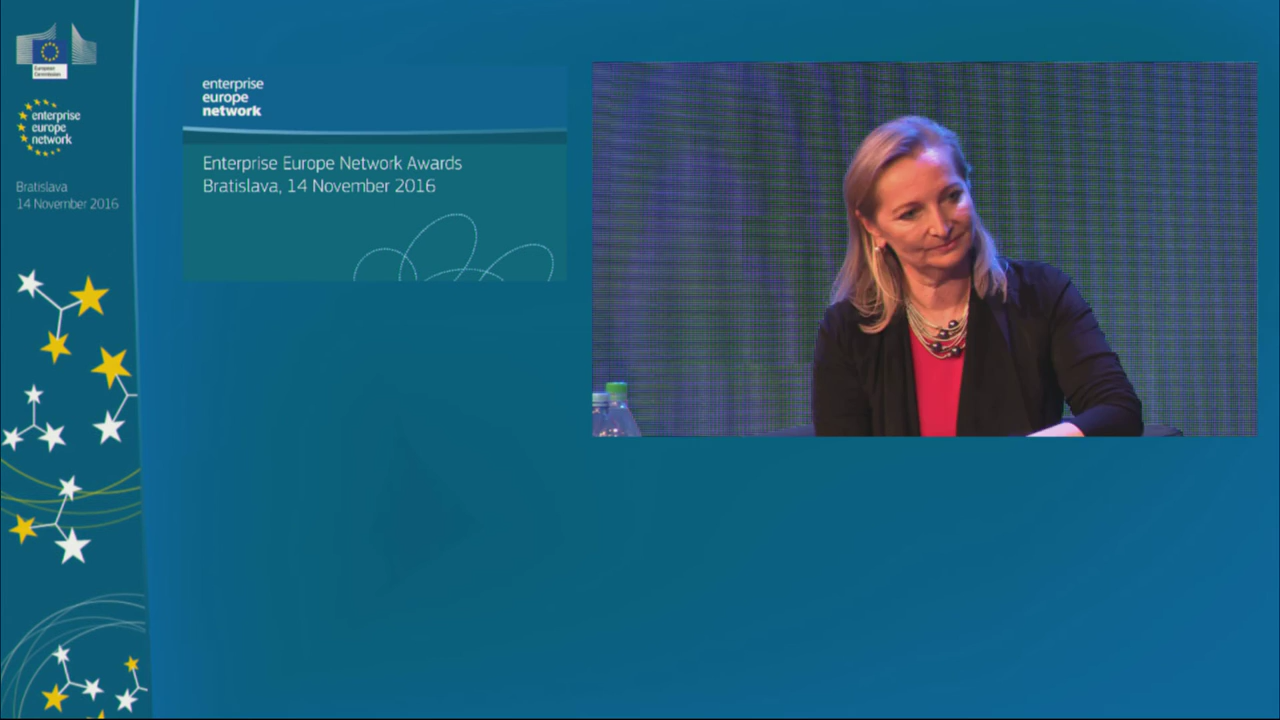 European
Commission
enterprise
europe
network
Bratislava
14 November 2016
enterprise
europe
network
Enterprise Europe Network Awards
Bratislava, 14 November 2016